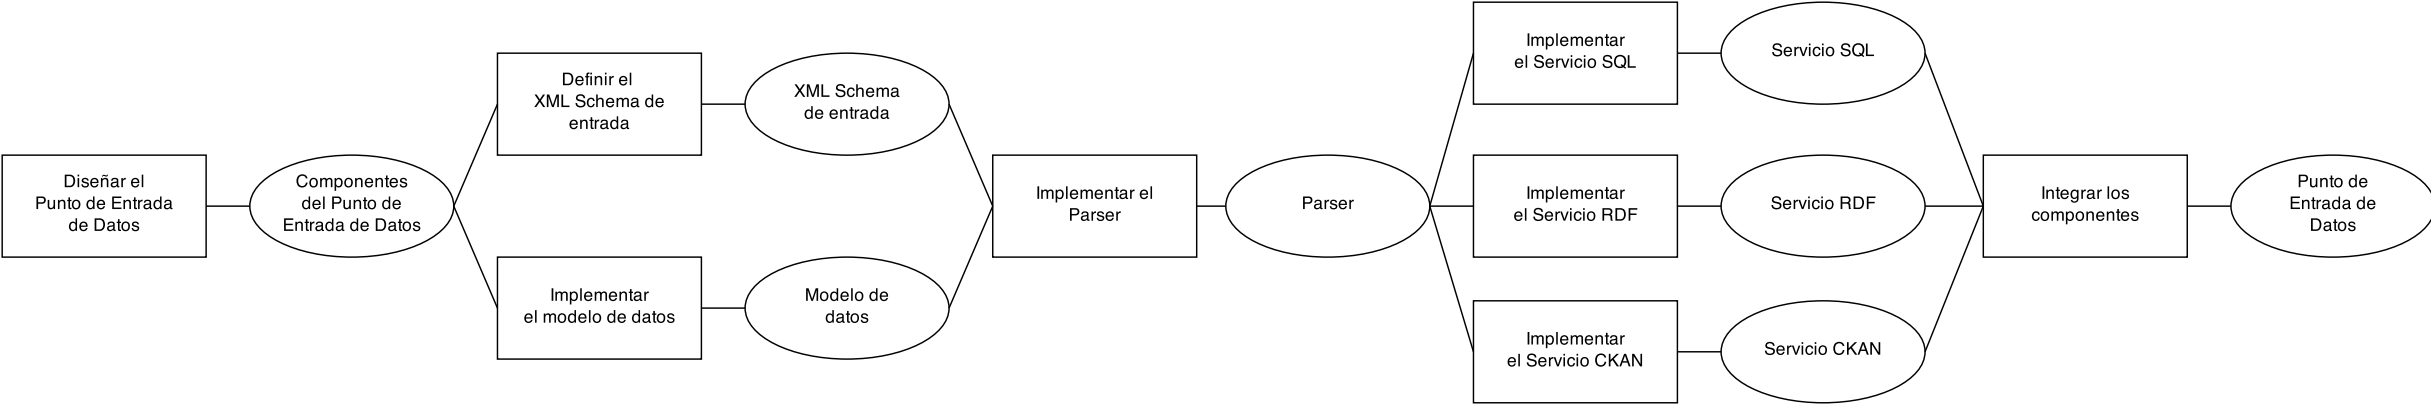 Diseñar el
Punto de Entrada
de Datos
Componentes
del Punto de
Entrada de Datos
Definir el
XML Schema de
entrada
XML Schema
de entrada
Implementar
el modelo de datos
Modelo de
datos
Implementar el
Parser
Parser
Implementar
el Servicio SQL
Servicio SQL
Implementar
el Servicio RDF
Servicio RDF
Implementar
el Servicio CKAN
Servicio CKAN
Integrar los
componentes
Punto de
Entrada de
Datos